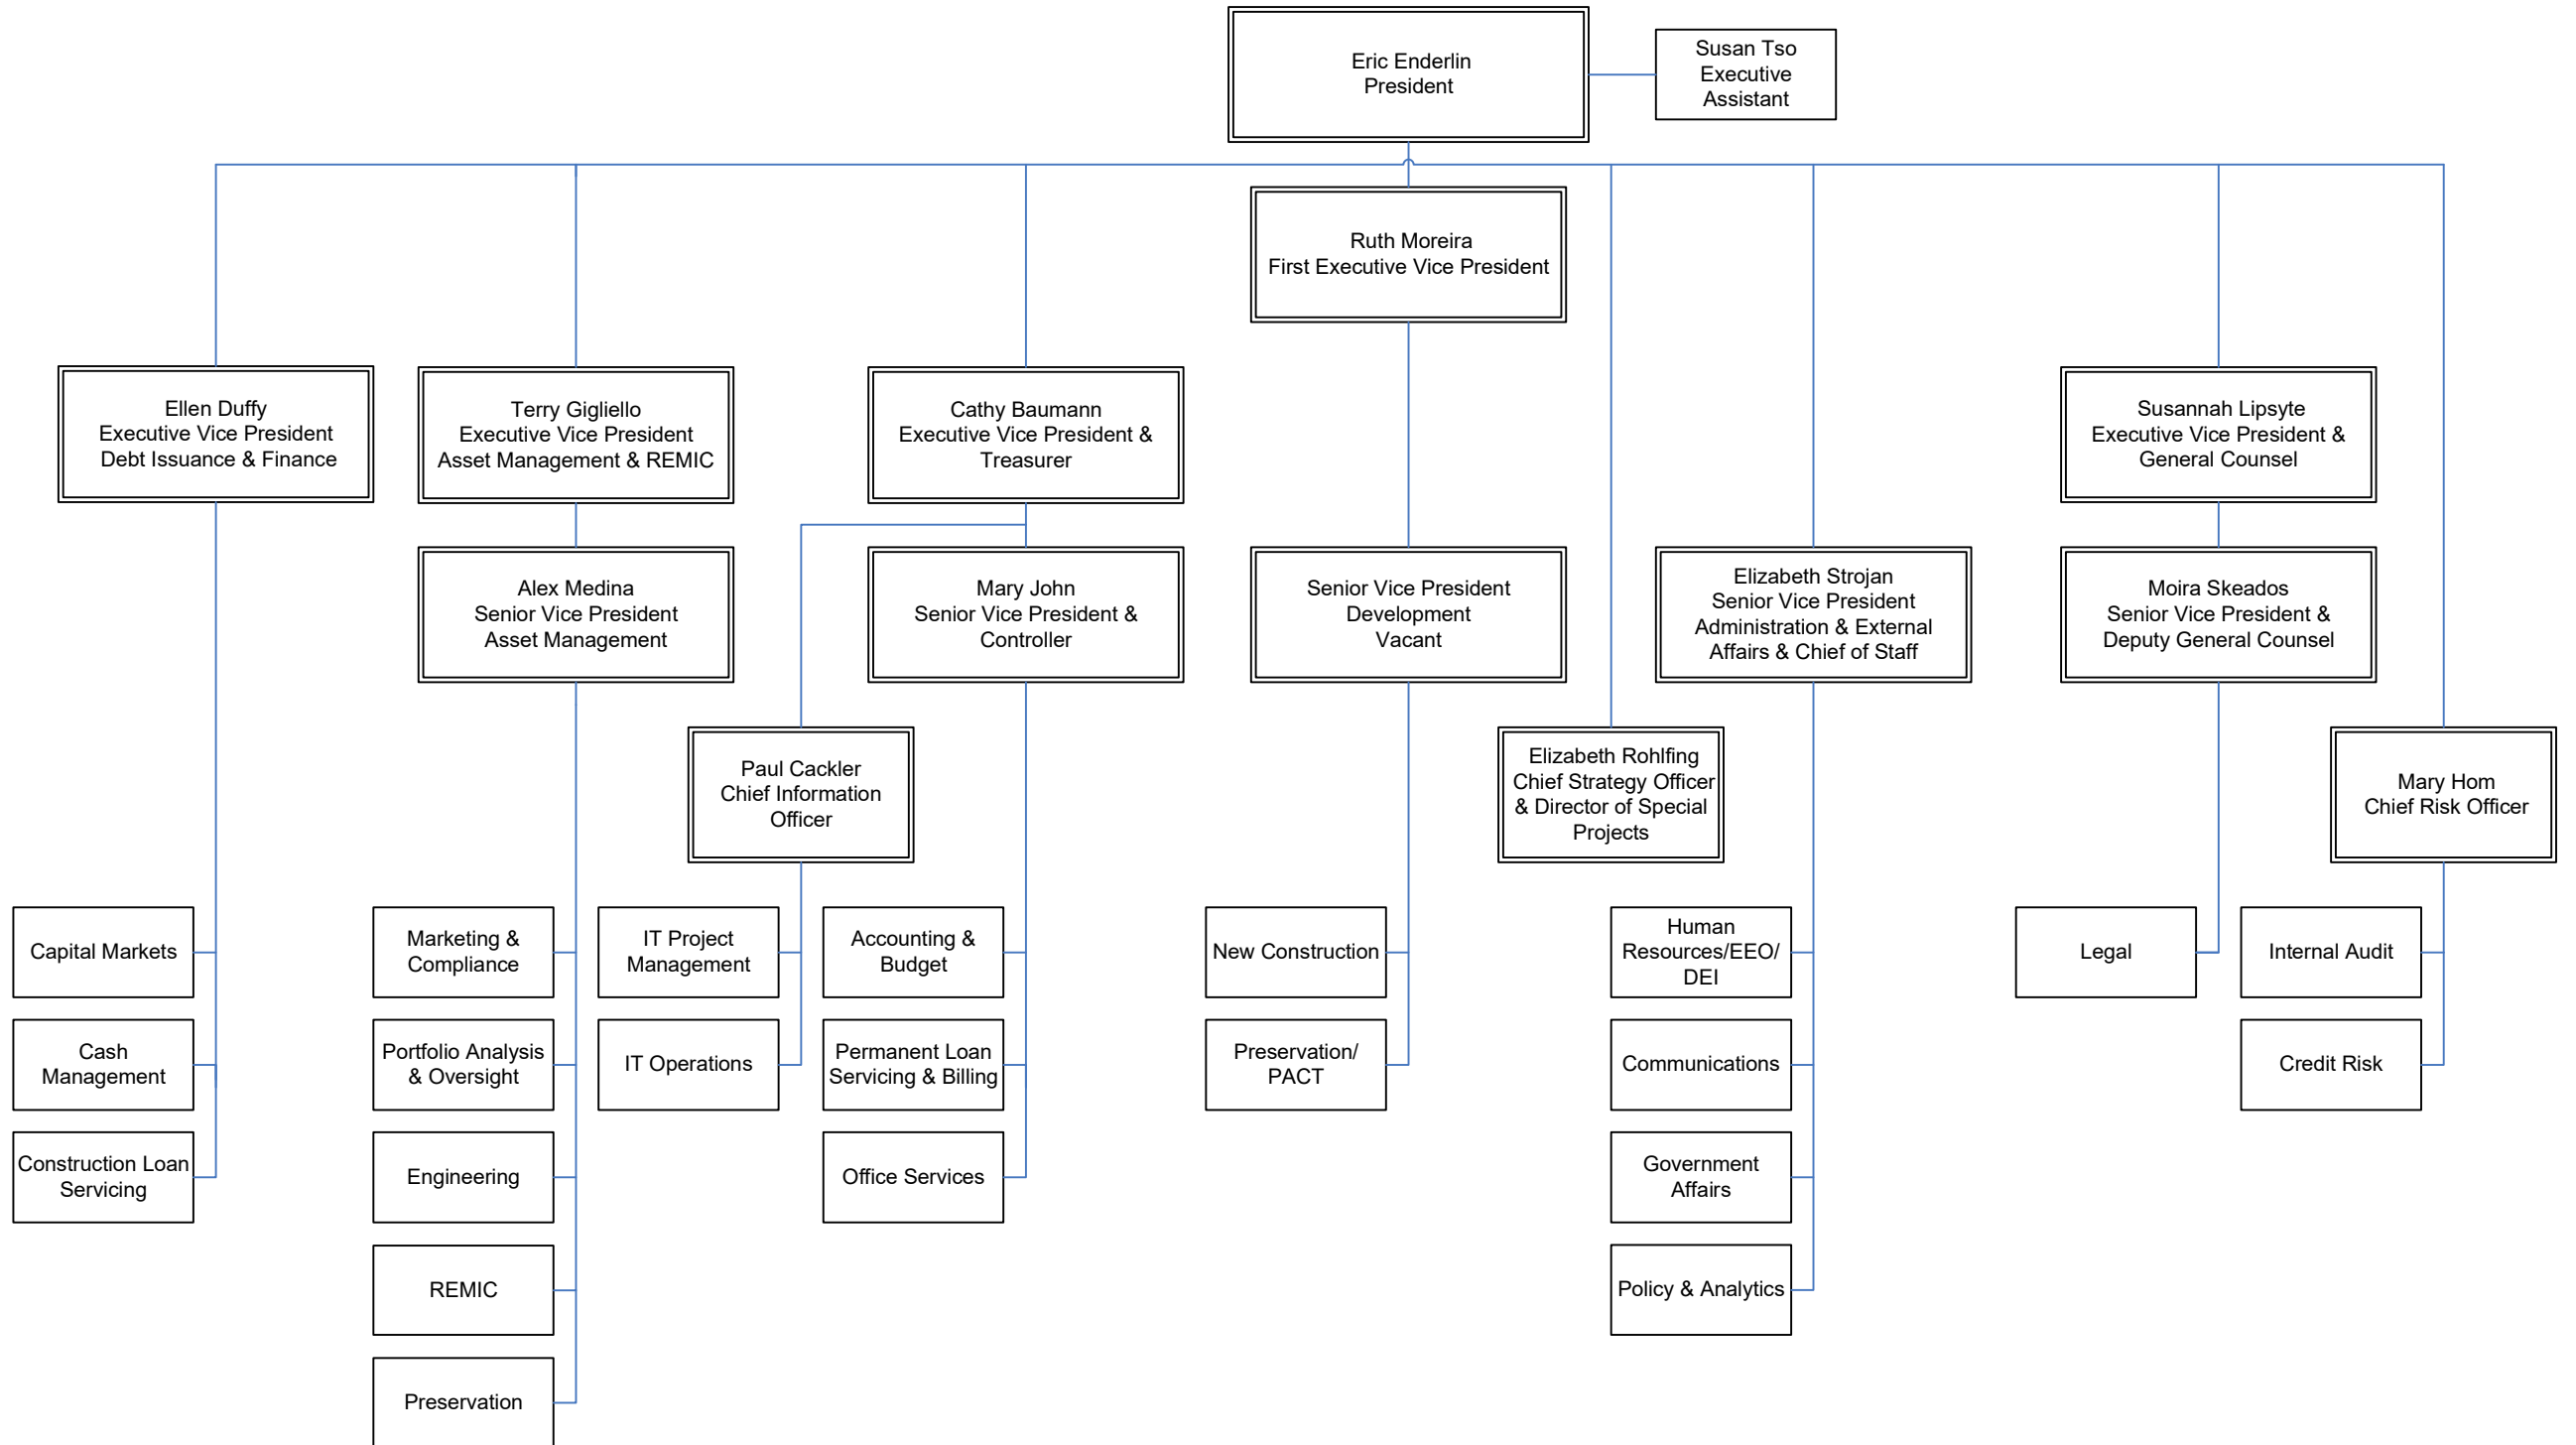 Eric Enderlin
President
Susan Tso
Executive
Assistant
Ruth Moreira
First Executive Vice President
Ellen Duffy
Executive Vice President
Debt Issuance & Finance
Terry Gigliello
Executive Vice President
Asset Management & REMIC
Cathy Baumann
Executive Vice President &
Treasurer
Susannah Lipsyte
Executive Vice President &
General Counsel
Alex Medina
Senior Vice President
Asset Management
Mary John
Senior Vice President &
Controller
Senior Vice President
Development
Vacant
Elizabeth Strojan
Senior Vice President
Administration & External
Affairs & Chief of Staff
Moira Skeados
Senior Vice President &
Deputy General Counsel
Paul Cackler
Chief Information
Officer
Elizabeth Rohlfing
Chief Strategy Officer
& Director of Special
Projects
Mary Hom
Chief Risk Officer
Capital Markets
Marketing &
Compliance
IT Project
Management
Accounting &
Budget
New Construction
Human
Resources/EEO/
DEI
Legal
Internal Audit
Cash
Management
Portfolio Analysis
& Oversight
IT Operations
Permanent Loan
Servicing & Billing
Preservation/
PACT
Communications
Credit Risk
Construction Loan
Servicing
Engineering
Office Services
Government
Affairs
REMIC
Policy & Analytics
Preservation